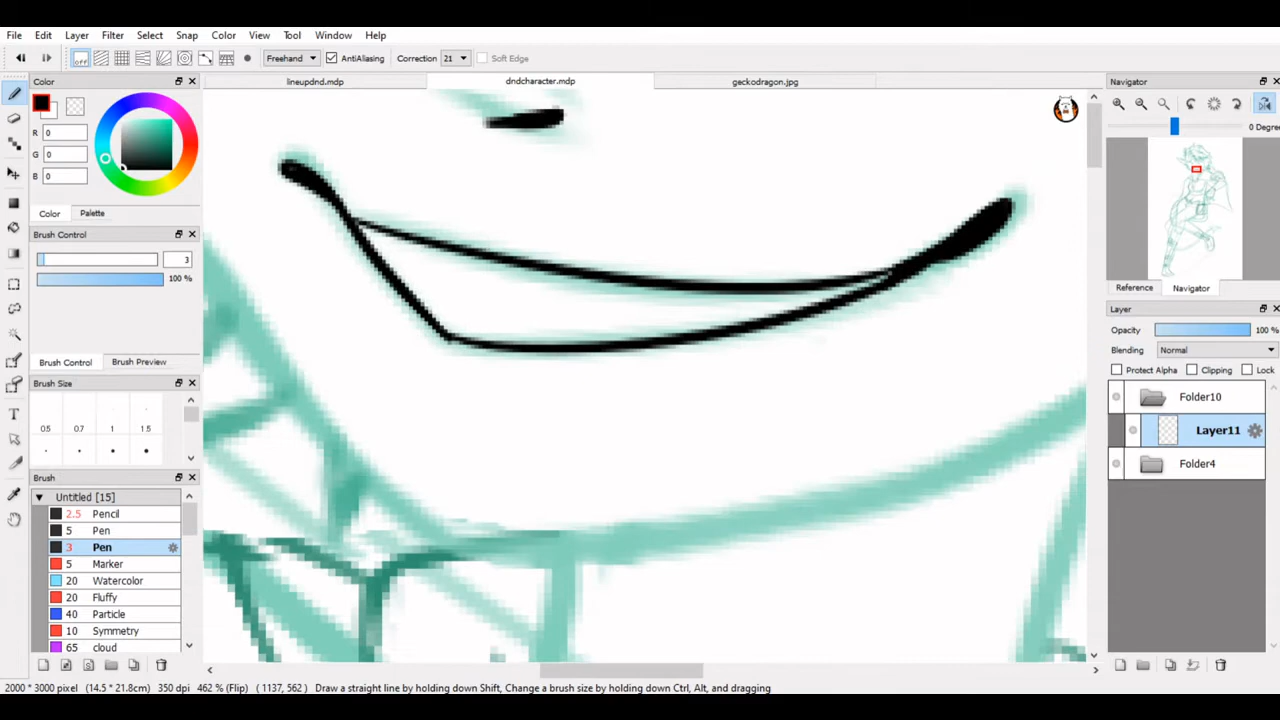 File Edit Layer Filter Select Snap Color View Tool Window Help
off Freehand AntiAliasing Correction 21 Soft Edge
Color
lineupdnd.mdp dndcharacter.mdp geckodragon.jpg
Navigator
R 0
G 0
B 0
0 Degree
Color Palette
Brush Control
3
100 %
Brush Control Brush Preview
Brush Size
0.5 0.7 1 1.5
Brush
Untitled [15]
2.5 Pencil
5 Pen
3 Pen
5 Marker
20 Watercolor
20 Fluffy
40 Particle
10 Symmetry
65 cloud
Reference Navigator
Layer
Opacity 100 %
Blending Normal
Protect Alpha Clipping Lock
Folder10
Layer11
Folder4
2000 * 3000 pixel (14.5 * 21.8cm) 350 dpi 462 % (Flip) ( 1137, 562 ) Draw a straight line by holding down Shift, Change a brush size by holding down Ctrl, Alt, and dragging